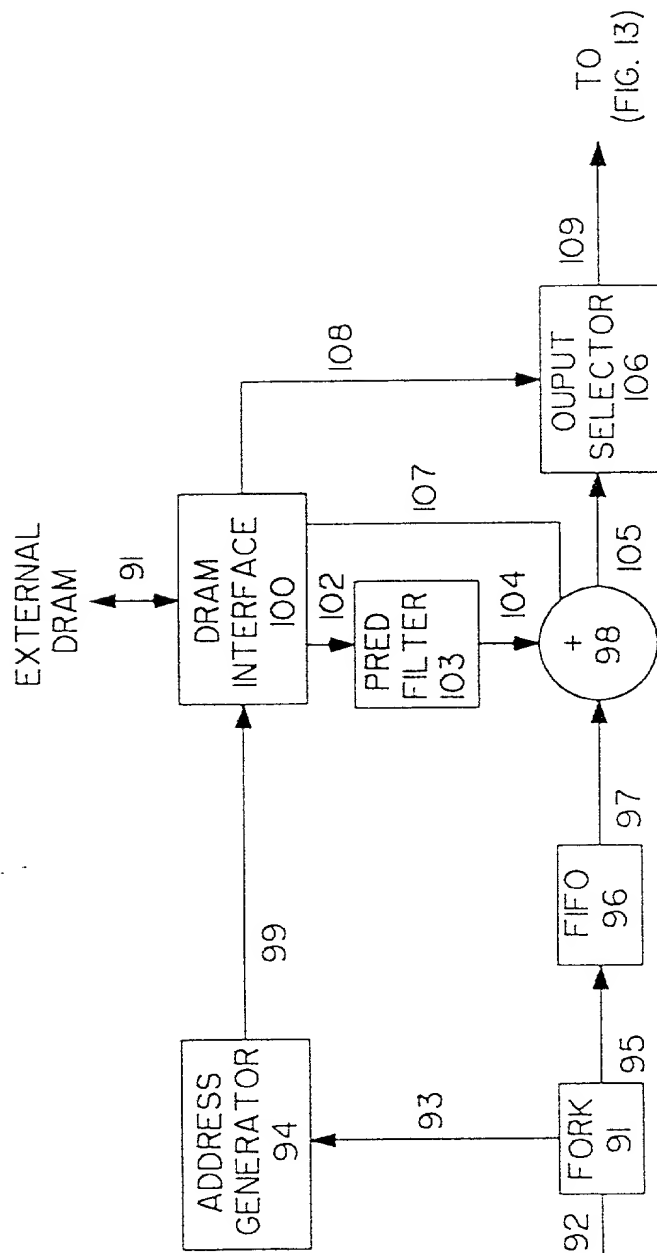 EXTERNAL
DRAM
91
ADDRESS
GENERATOR
94
99
DRAM
INTERFACE
100
108
102
107
PRED
FILTER
103
104
93
92
FORK
91
95
FIFO
96
97
+
98
105
OUPUT
SELECTOR
106
109
TO
(FIG. 13)